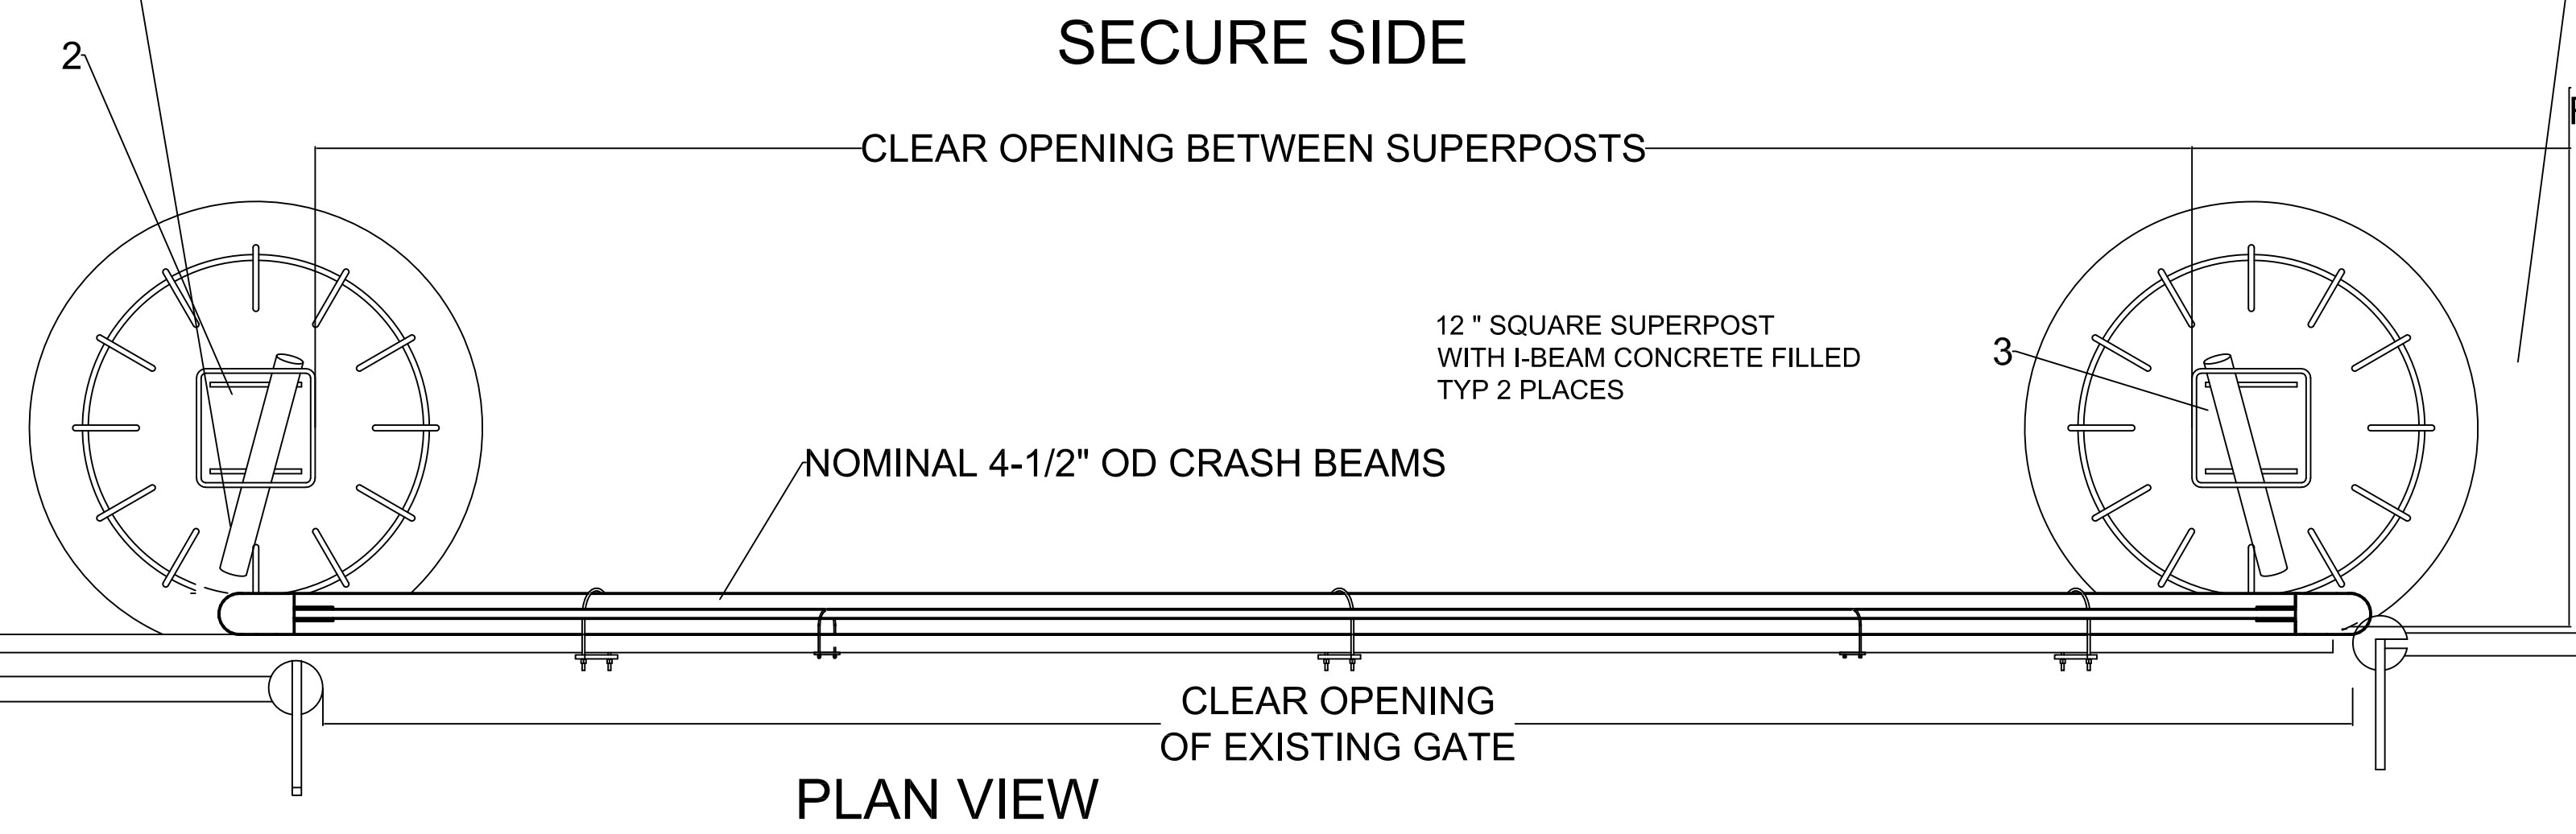 SECURE SIDE
2
CLEAR OPENING BETWEEN SUPERPOSTS
12 " SQUARE SUPERPOST
WITH I-BEAM CONCRETE FILLED
TYP 2 PLACES
3
NOMINAL 4-1/2" OD CRASH BEAMS
CLEAR OPENING
OF EXISTING GATE
PLAN VIEW